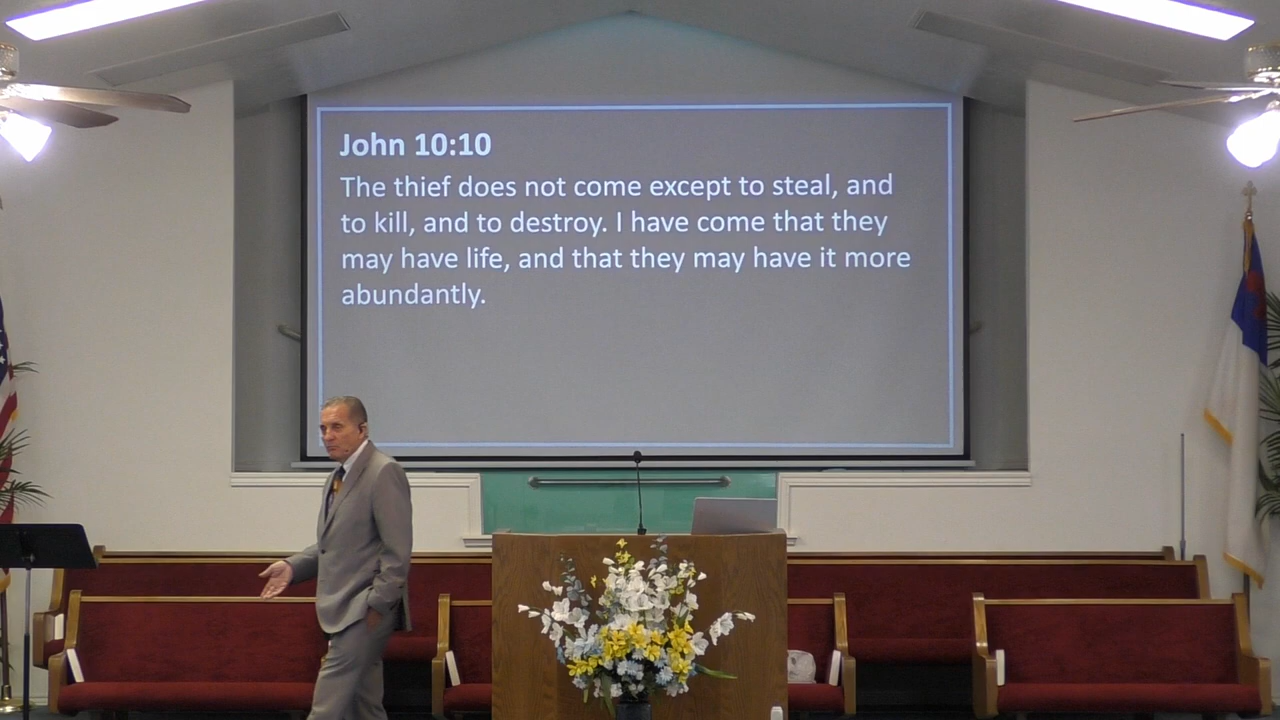 John 10:10
The thief does not come except to steal, and
to kill, and to destroy. I have come that they
may have life, and that they may have it more
abundantly.